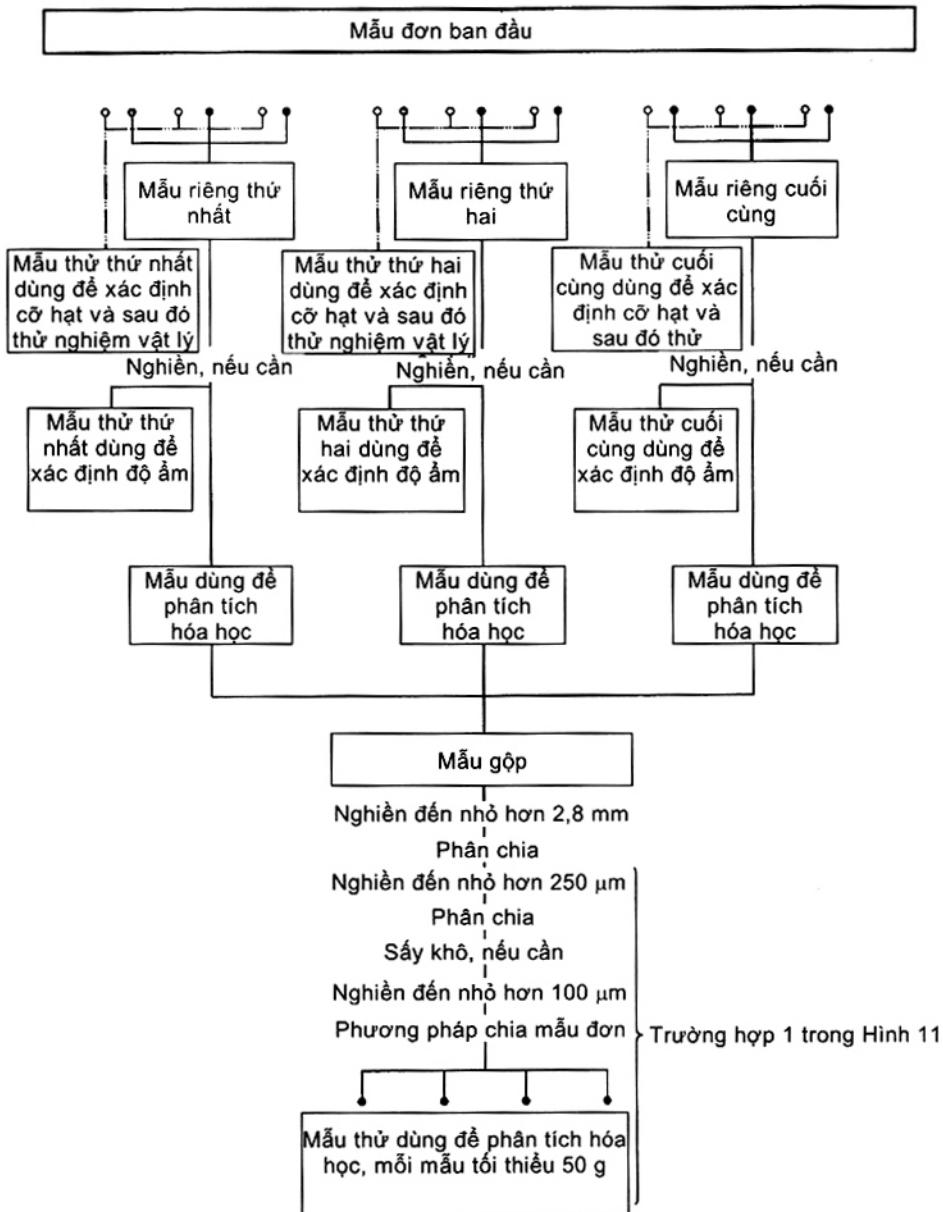 Mẫu đơn ban đầu
Mẫu riêng thứ
nhất
Mẫu riêng thứ
hai
Mẫu riêng cuối
cùng
Mẫu thử thứ nhất
dùng để xác định
cỡ hạt và sau đó
thử nghiệm vật lý
Mẫu thử thứ hai
dùng để xác định
cỡ hạt và sau đó
thử nghiệm vật lý
Mẫu thử cuối
cùng dùng để xác
định cỡ hạt và
sau đó thử
Nghiền, nếu cần
Nghiền, nếu cần
Nghiền, nếu cần
Mẫu thử thứ
nhất dùng để
xác định độ ẩm
Mẫu thử thứ
hai dùng để
xác định độ ẩm
Mẫu thử cuối
cùng dùng để
xác định độ ẩm
Mẫu dùng để
phân tích
hóa học
Mẫu dùng để
phân tích
hóa học
Mẫu dùng để
phân tích
hóa học
Mẫu gộp
Nghiền đến nhỏ hơn 2,8 mm
Phân chia
Nghiền đến nhỏ hơn 250 μm
Phân chia
Sấy khô, nếu cần
Nghiền đến nhỏ hơn 100 μm
Phương pháp chia mẫu đơn
Trường hợp 1 trong Hình 11
Mẫu thử dùng để phân tích hóa
học, mỗi mẫu tối thiểu 50 g